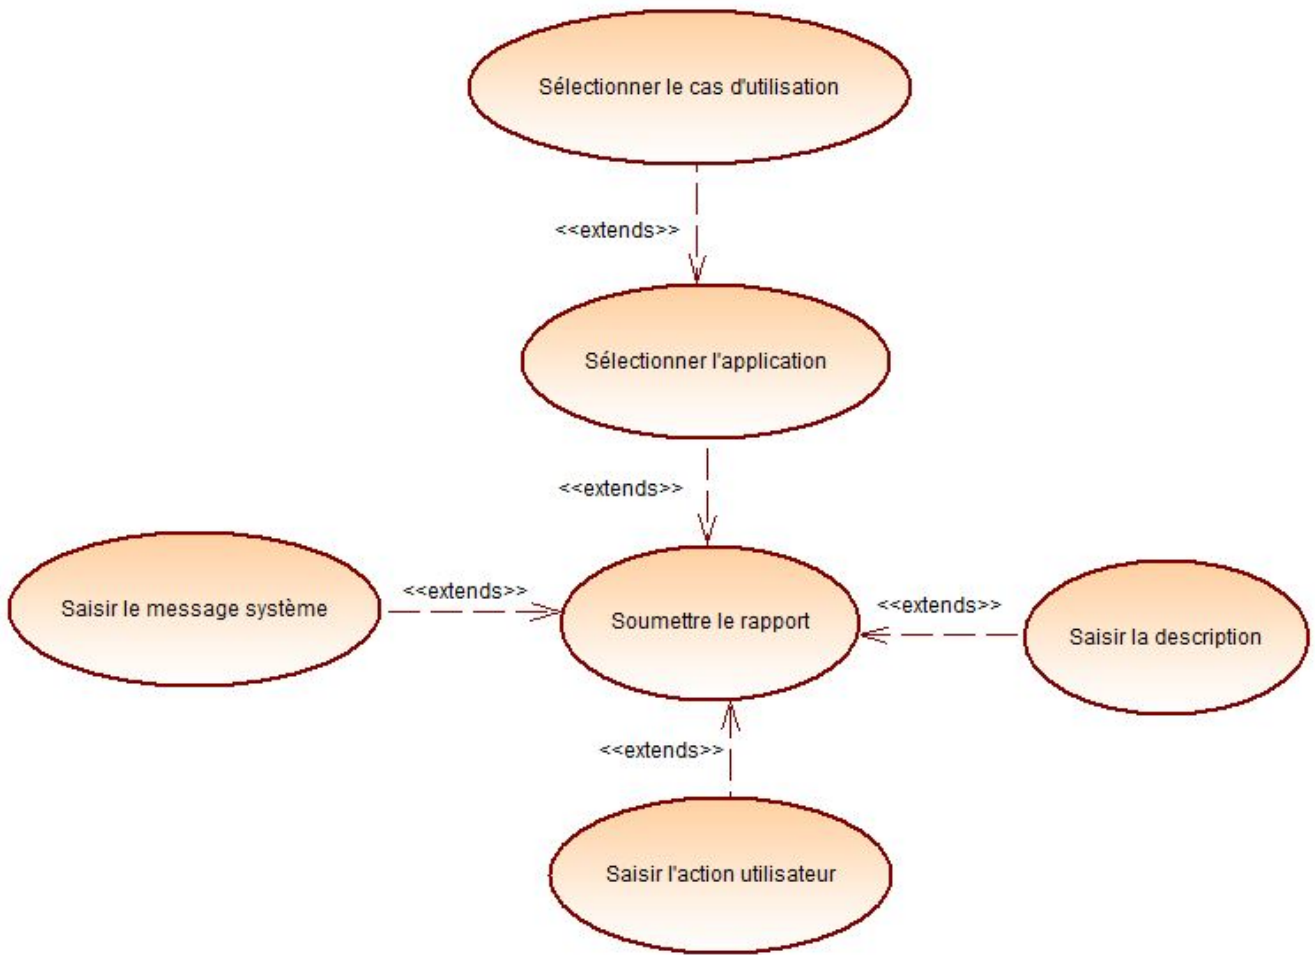 Sélectionner le cas d'utilisation
<<extends>>
Sélectionner l'application
<<extends>>
Saisir le message système
<<extends>>
Soumettre le rapport
<<extends>>
Saisir la description
<<extends>>
Saisir l'action utilisateur